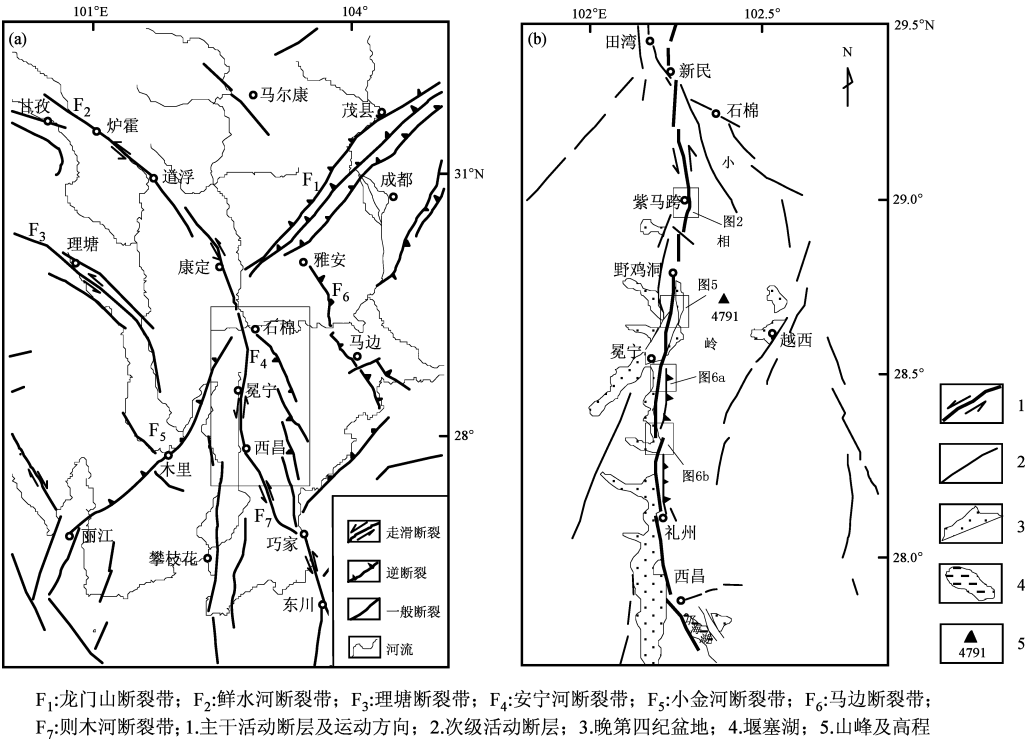 101°E
104°
(a)
马尔康
甘孜
F2
炉霍
茂县
道浮
F1
成都
31°N
F3
理塘
康定
雅安
F6
石棉
马边
F4
冕宁
F5
西昌
28°
木里
F7
丽江
巧家
攀枝花
东川
走滑断裂
逆断裂
一般断裂
河流
102°E
102.5°
29.5°N
(b)
田湾
新民
N
石棉
小
29.0°
紫马跨
图2
相
野鸡洞
图5
4791
岭
越西
冕宁
图6a
28.5°
图6b
礼州
28.0°
西昌
邛海
1
2
3
4
4791
5
F1:龙门山断裂带；F2:鲜水河断裂带；F3:理塘断裂带；F4:安宁河断裂带；F5:小金河断裂带；F6:马边断裂带；
F7:则木河断裂带；1.主干活动断层及运动方向；2.次级活动断层；3.晚第四纪盆地；4.堰塞湖；5.山峰及高程